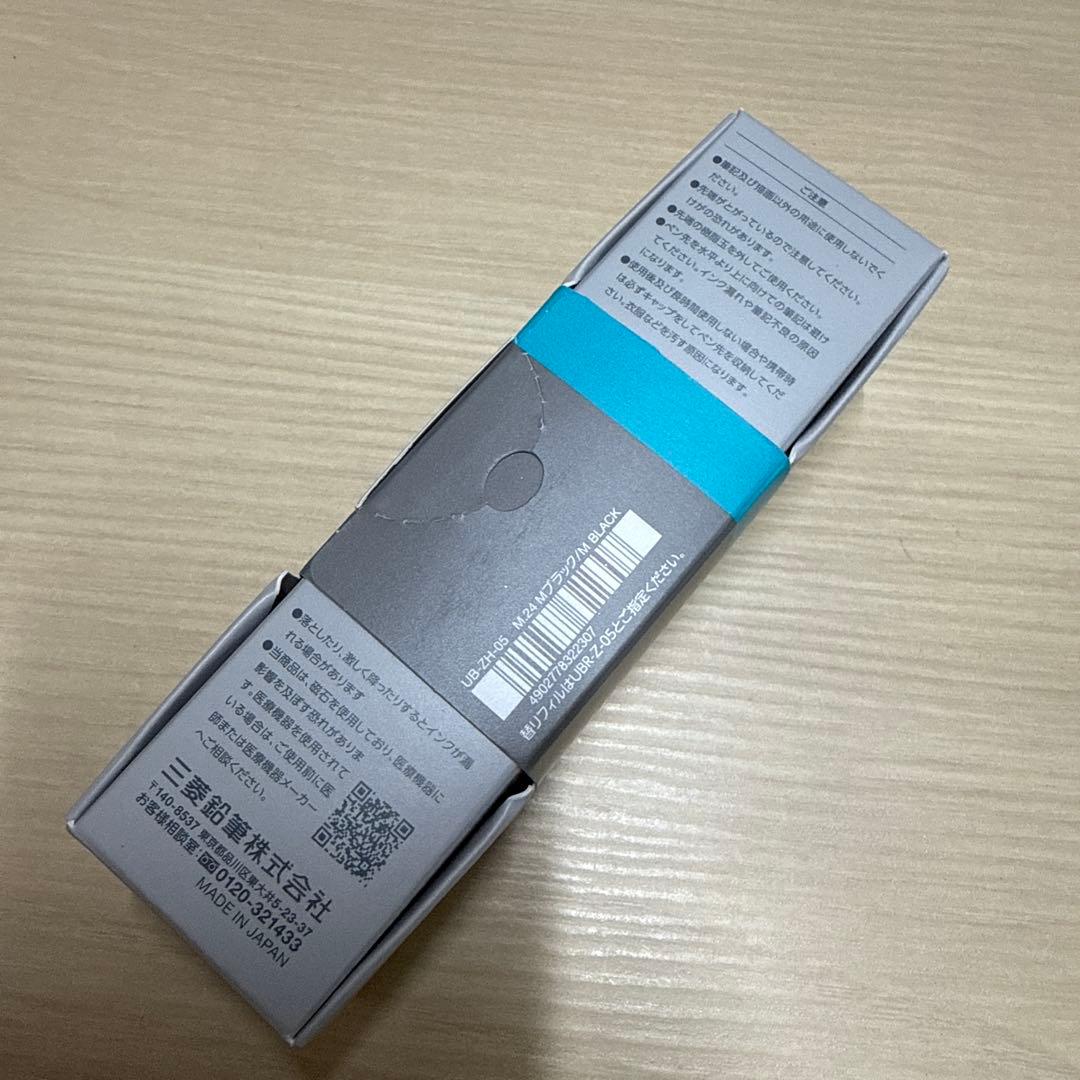 ご注意
●筆記及び描画以外の用途に使用しないでく
ださい。
●先端がとがっているので注意してください。
けがの恐れがあります。
●先端の樹脂玉を外してご使用ください。
●ペン先を水平より上に向けての筆記は避け
てください。インク漏れや筆記不良の原因
になります。
●使用後及び長時間使用しない場合や携帯時
は必ずキャップをしてペン先を収納してくだ
さい。衣服などを汚す原因になります。
UB-ZH-05 M.24 Mブラック/M BLACK
4902778322307
替リフィルはUBR-Z-05とご指定ください。
●落としたり、激しく降ったりするとインクが漏
れる場合があります
●当商品は、磁石を使用しており、医療機器に
影響を及ぼす恐れがありま
す。医療機器を使用されて
いる場合は、ご使用前に医
師または医療機器メーカー
へご相談ください。
三菱鉛筆株式会社
〒140-8537 東京都品川区東大井5-23-37
お客様相談室:0120-321433
MADE IN JAPAN